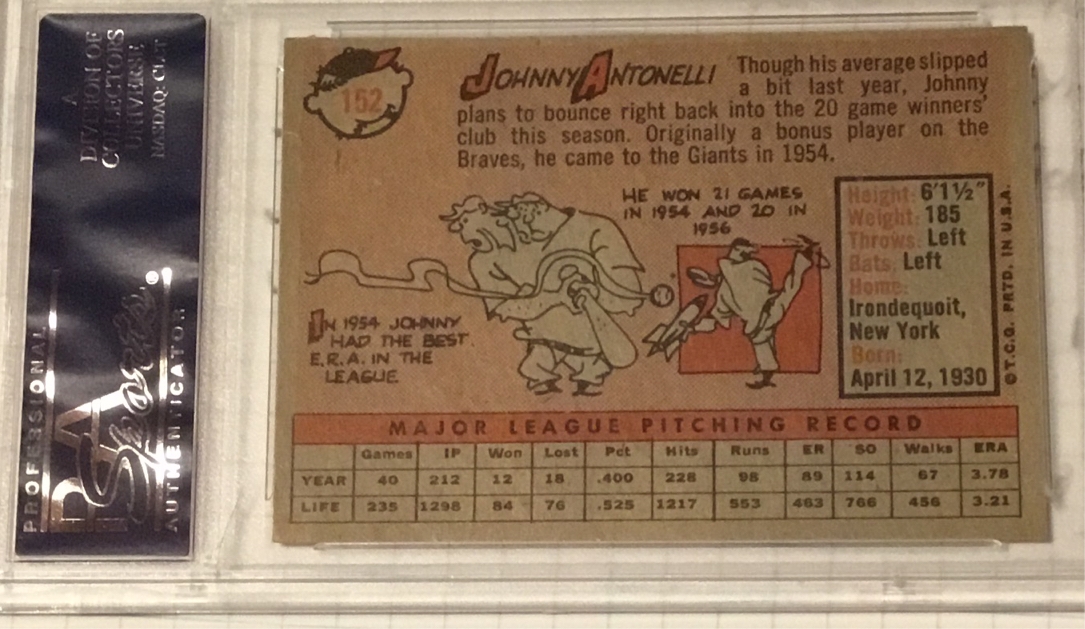 A
DIVISION OF
COLLECTORS
UNIVERSE
NASDAQ: CLCT
PROFESSIONAL
PSA
Sports
AUTHENTICATOR
152
JOHNNY ANTONELLI
Though his average slipped
a bit last year, Johnny
plans to bounce right back into the 20 game winners'
club this season. Originally a bonus player on the
Braves, he came to the Giants in 1954.
HE WON 21 GAMES
IN 1954 AND 20 IN
1956
IN 1954 JOHNNY
HAD THE BEST
E.R.A. IN THE
LEAGUE.
Height: 6'1½"
Weight: 185
Throws: Left
Bats: Left
Home:
Irondequoit,
New York
Born:
April 12, 1930
© T.C.G. PRTD. IN U.S.A.
MAJOR LEAGUE PITCHING RECORD
Games IP Won Lost Pct Hits Runs ER SO Walks ERA
YEAR 40 212 12 18 .400 228 98 89 114 67 3.78
LIFE 235 1298 84 76 .525 1217 553 463 766 456 3.21